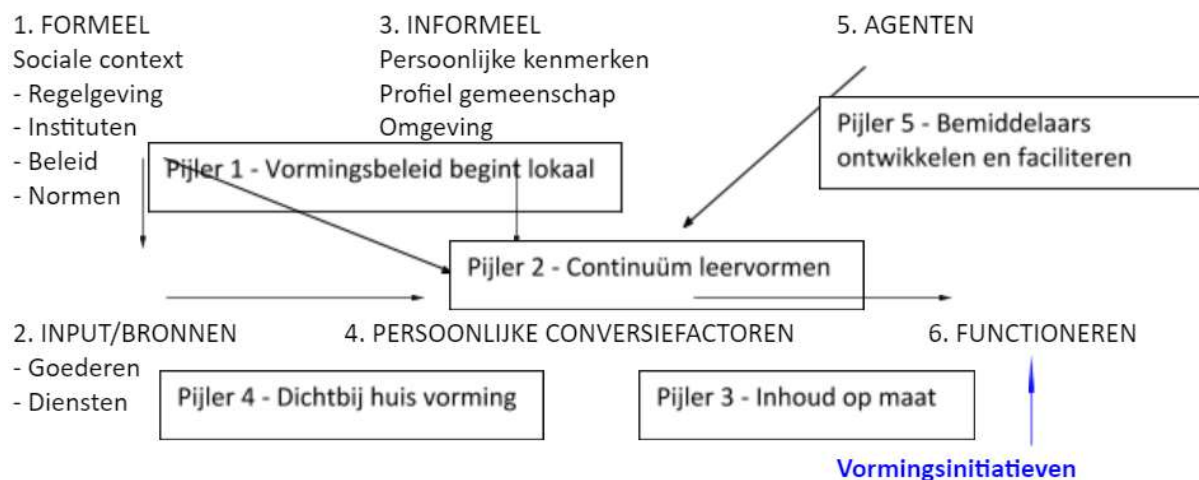 1. FORMEEL
Sociale context
- Regelgeving
- Instituten
- Beleid
- Normen
3. INFORMEEL
Persoonlijke kenmerken
Profiel gemeenschap
Omgeving
5. AGENTEN
Pijler 5 - Bemiddelaars
ontwikkelen en faciliteren
Pijler 1 - Vormingsbeleid begint lokaal
Pijler 2 - Continuüm leervormen
2. INPUT/BRONNEN
- Goederen
- Diensten
4. PERSOONLIJKE CONVERSIEFACTOREN
6. FUNCTIONEREN
Pijler 4 - Dichtbij huis vorming
Pijler 3 - Inhoud op maat
Vormingsinitiatieven